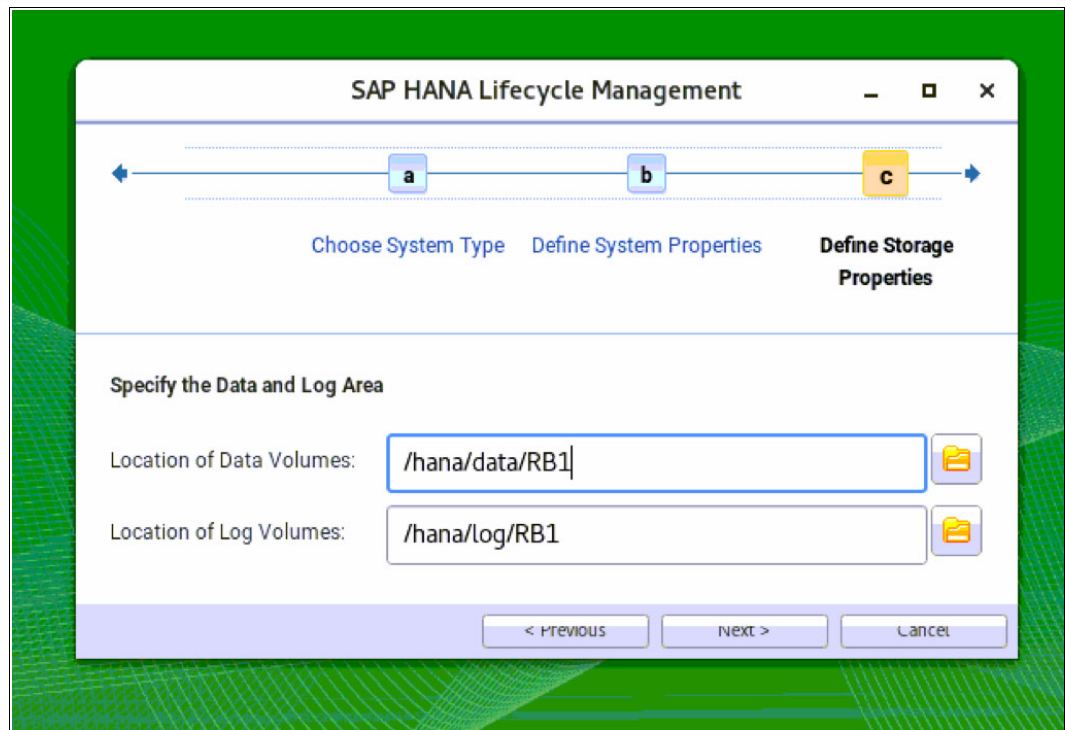 SAP HANA Lifecycle Management
a
b
c
Choose System Type
Define System Properties
Define Storage
Properties
Specify the Data and Log Area
Location of Data Volumes:
/hana/data/RB1
Location of Log Volumes:
/hana/log/RB1
< Previous
Next >
Cancel